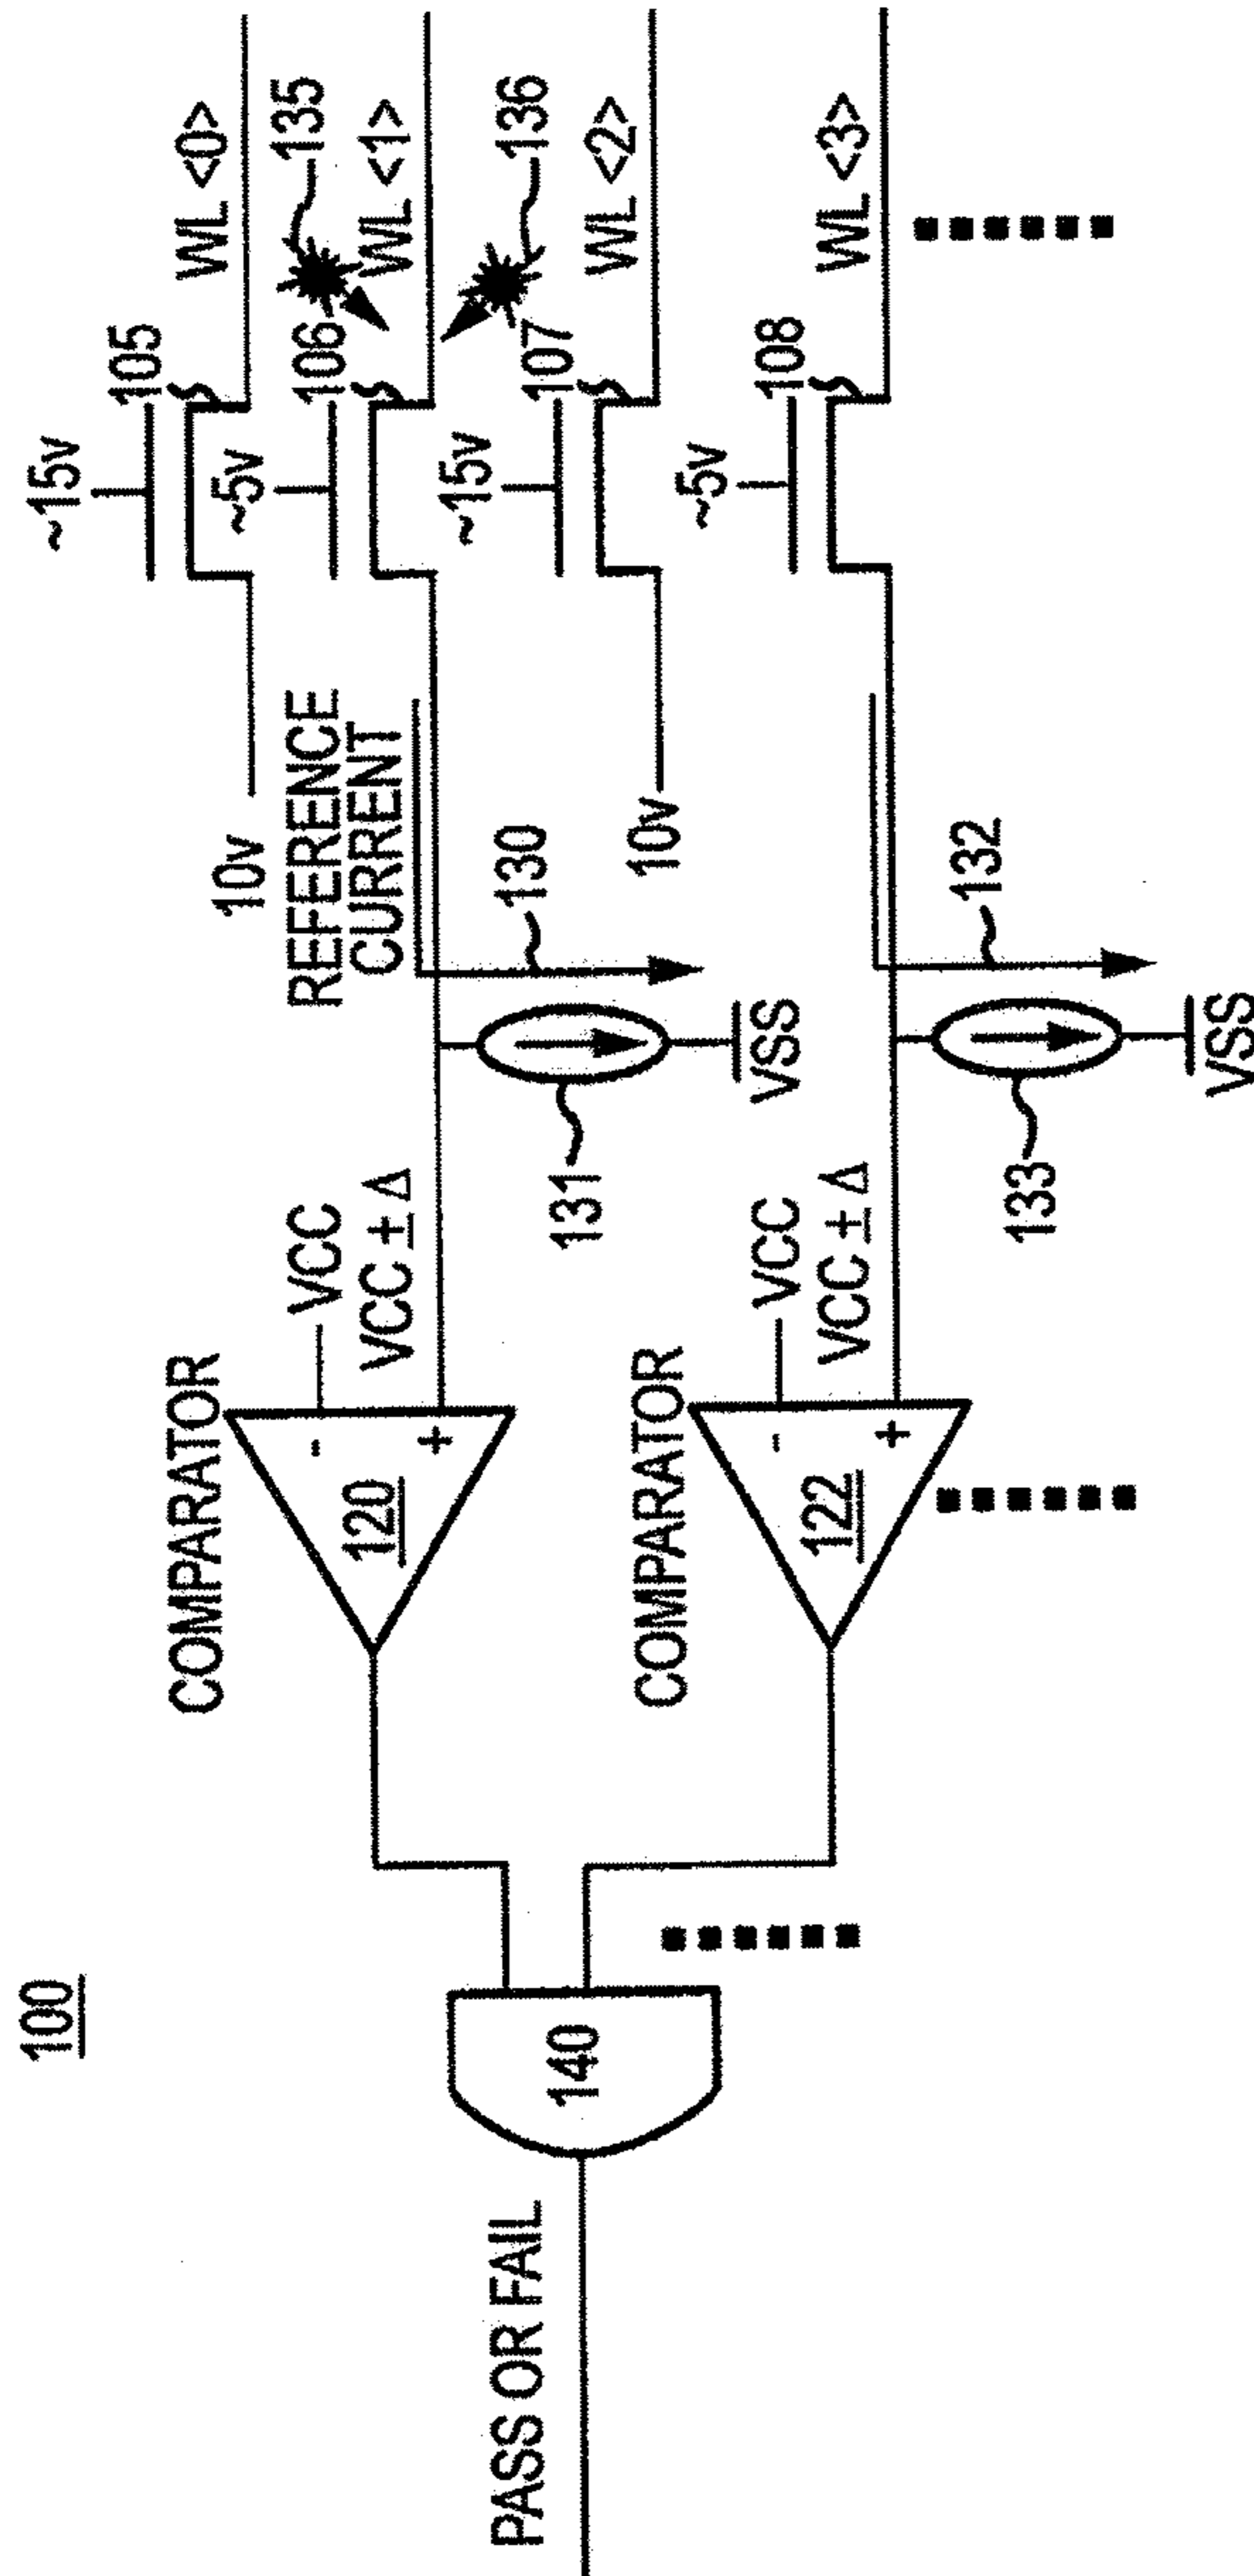 100
~15v
105
WL <0>
10v
135
~5v
106
WL <1>
REFERENCE
CURRENT
130
136
~15v
107
WL <2>
10v
COMPARATOR
VCC
VCC ± Δ
-
+
120
131
VSS
~5v
108
WL <3>
132
COMPARATOR
VCC
VCC ± Δ
-
+
122
133
VSS
140
PASS OR FAIL